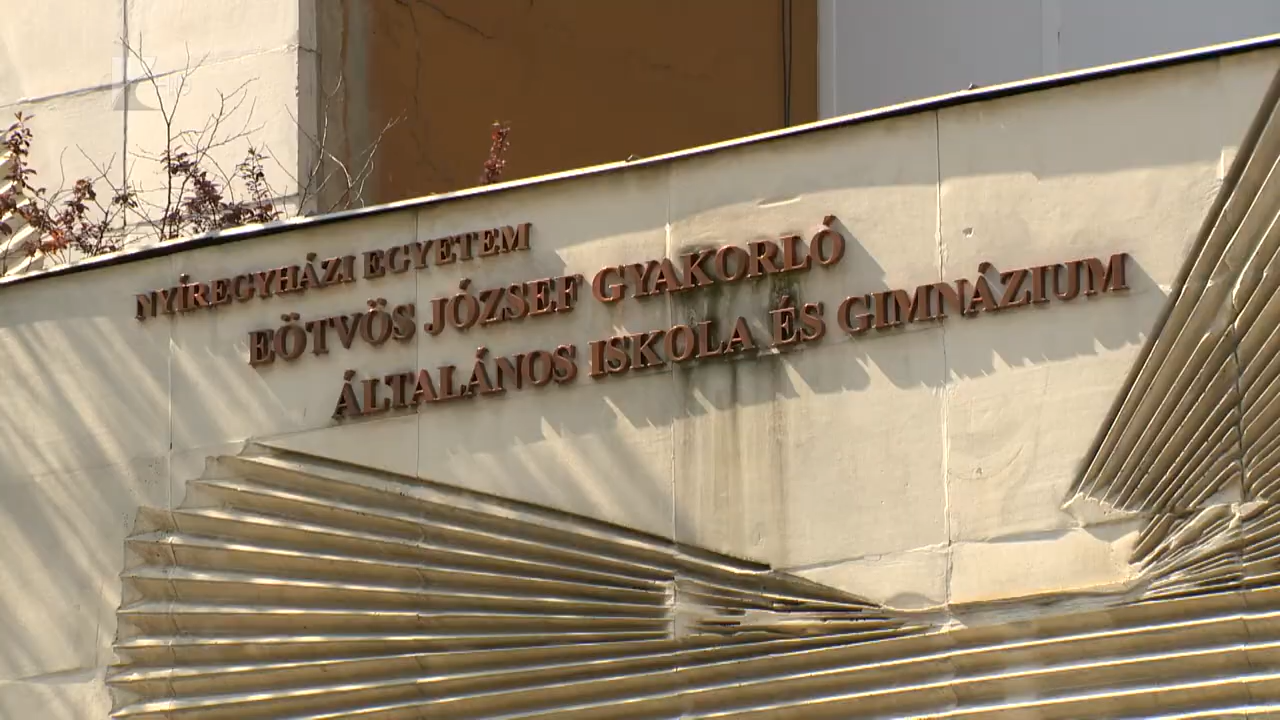 NYÍREGYHÁZI EGYETEM
EÖTVÖS JÓZSEF GYAKORLÓ
ÁLTALÁNOS ISKOLA ÉS GIMNÁZIUM